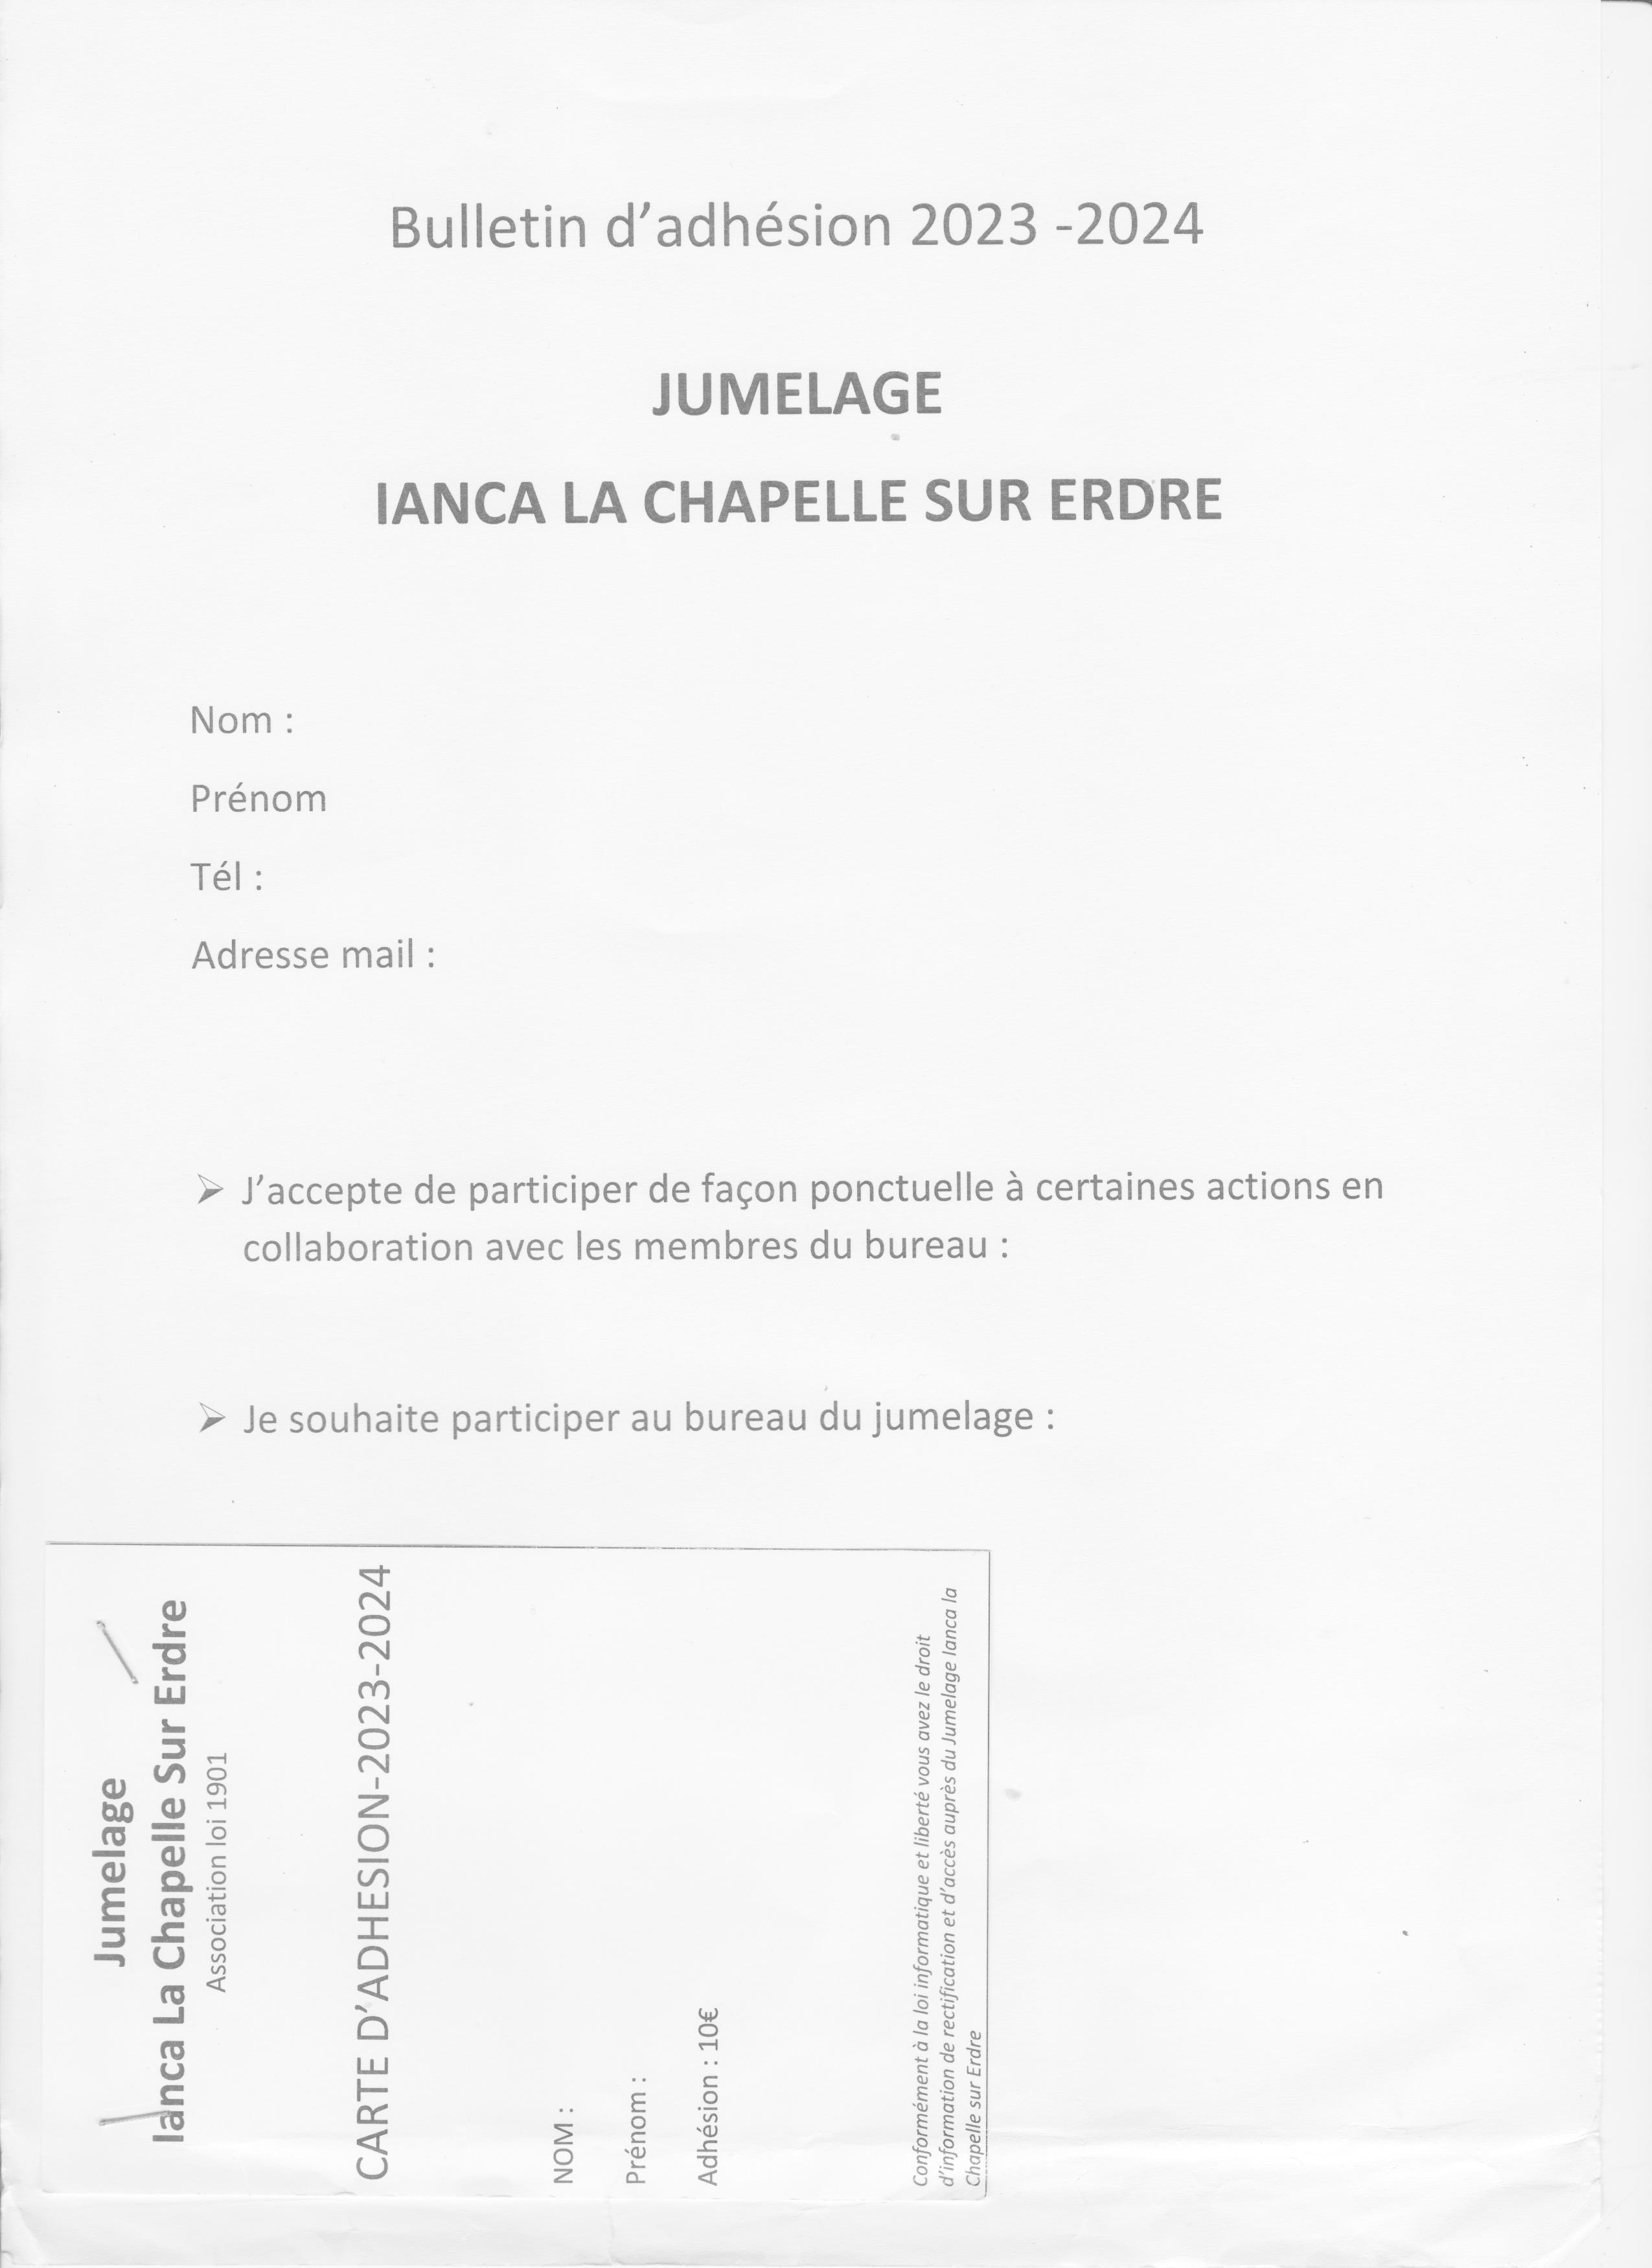 Bulletin d’adhésion 2023 -2024
JUMELAGE
IANCA LA CHAPELLE SUR ERDRE
Nom :
Prénom
Tél :
Adresse mail :
➢ J’accepte de participer de façon ponctuelle à certaines actions en
collaboration avec les membres du bureau :
➢ Je souhaite participer au bureau du jumelage :
Jumelage
Ianca La Chapelle Sur Erdre
Association loi 1901
CARTE D’ADHESION-2023-2024
NOM :
Prénom :
Adhésion : 10€
Conformément à la loi informatique et liberté vous avez le droit
d’information de rectification et d’accès auprès du Jumelage Ianca la
Chapelle sur Erdre